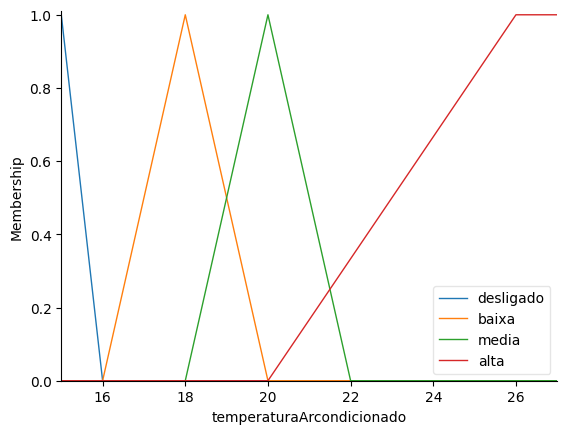 1.0
0.8
0.6
0.4
0.2
0.0
Membership
16 18 20 22 24 26
temperaturaArcondicionado
desligado
baixa
media
alta